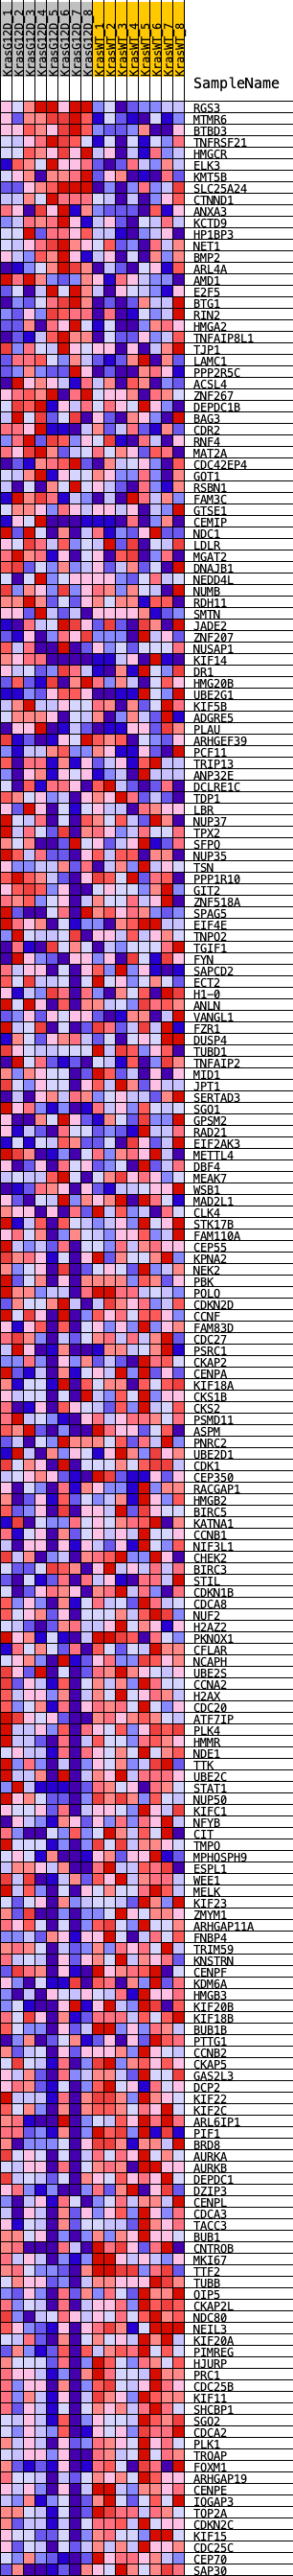 KrasG12D_1
KrasG12D_2
KrasG12D_3
KrasG12D_4
KrasG12D_5
KrasG12D_6
KrasG12D_7
KrasG12D_8
KrasWT_1
KrasWT_2
KrasWT_3
KrasWT_4
KrasWT_5
KrasWT_6
KrasWT_7
KrasWT_8
SampleName
RGS3
MTMR6
BTBD3
TNFRSF21
HMGCR
ELK3
KMT5B
SLC25A24
CTNND1
ANXA3
KCTD9
HP1BP3
NET1
BMP2
ARL4A
AMD1
E2F5
BTG1
RIN2
HMGA2
TNFAIP8L1
TJP1
LAMC1
PPP2R5C
ACSL4
ZNF267
DEPDC1B
BAG3
CDR2
RNF4
MAT2A
CDC42EP4
GOT1
RSBN1
FAM3C
GTSE1
CEMIP
NDC1
LDLR
MGAT2
DNAJB1
NEDD4L
NUMB
RDH11
SMTN
JADE2
ZNF207
NUSAP1
KIF14
DR1
HMG20B
UBE2G1
KIF5B
ADGRE5
PLAU
ARHGEF39
PCF11
TRIP13
ANP32E
DCLRE1C
TDP1
LBR
NUP37
TPX2
SFPQ
NUP35
TSN
PPP1R10
GIT2
ZNF518A
SPAG5
EIF4E
TNPO2
TGIF1
FYN
SAPCD2
ECT2
H1-0
ANLN
VANGL1
FZR1
DUSP4
TUBD1
TNFAIP2
MID1
JPT1
SERTAD3
SGO1
GPSM2
RAD21
EIF2AK3
METTL4
DBF4
MEAK7
WSB1
MAD2L1
CLK4
STK17B
FAM110A
CEP55
KPNA2
NEK2
PBK
POLQ
CDKN2D
CCNF
FAM83D
CDC27
PSRC1
CKAP2
CENPA
KIF18A
CKS1B
CKS2
PSMD11
ASPM
PNRC2
UBE2D1
CDK1
CEP350
RACGAP1
HMGB2
BIRC5
KATNA1
CCNB1
NIF3L1
CHEK2
BIRC3
STIL
CDKN1B
CDCA8
NUF2
H2AZ2
PKNOX1
CFLAR
NCAPH
UBE2S
CCNA2
H2AX
CDC20
ATF7IP
PLK4
HMMR
NDE1
TTK
UBE2C
STAT1
NUP50
KIFC1
NFYB
CIT
TMPO
MPHOSPH9
ESPL1
WEE1
MELK
KIF23
ZMYM1
ARHGAP11A
FNBP4
TRIM59
KNSTRN
CENPF
KDM6A
HMGB3
KIF20B
KIF18B
BUB1B
PTTG1
CCNB2
CKAP5
GAS2L3
DCP2
KIF22
KIF2C
ARL6IP1
PIF1
BRD8
AURKA
AURKB
DEPDC1
DZIP3
CENPL
CDCA3
TACC3
BUB1
CNTROB
MKI67
TTF2
TUBB
OIP5
CKAP2L
NDC80
NEIL3
KIF20A
PIMREG
HJURP
PRC1
CDC25B
KIF11
SHCBP1
SGO2
CDCA2
PLK1
TROAP
FOXM1
ARHGAP19
CENPE
IQGAP3
TOP2A
CDKN2C
KIF15
CDC25C
CEP70
SAP30